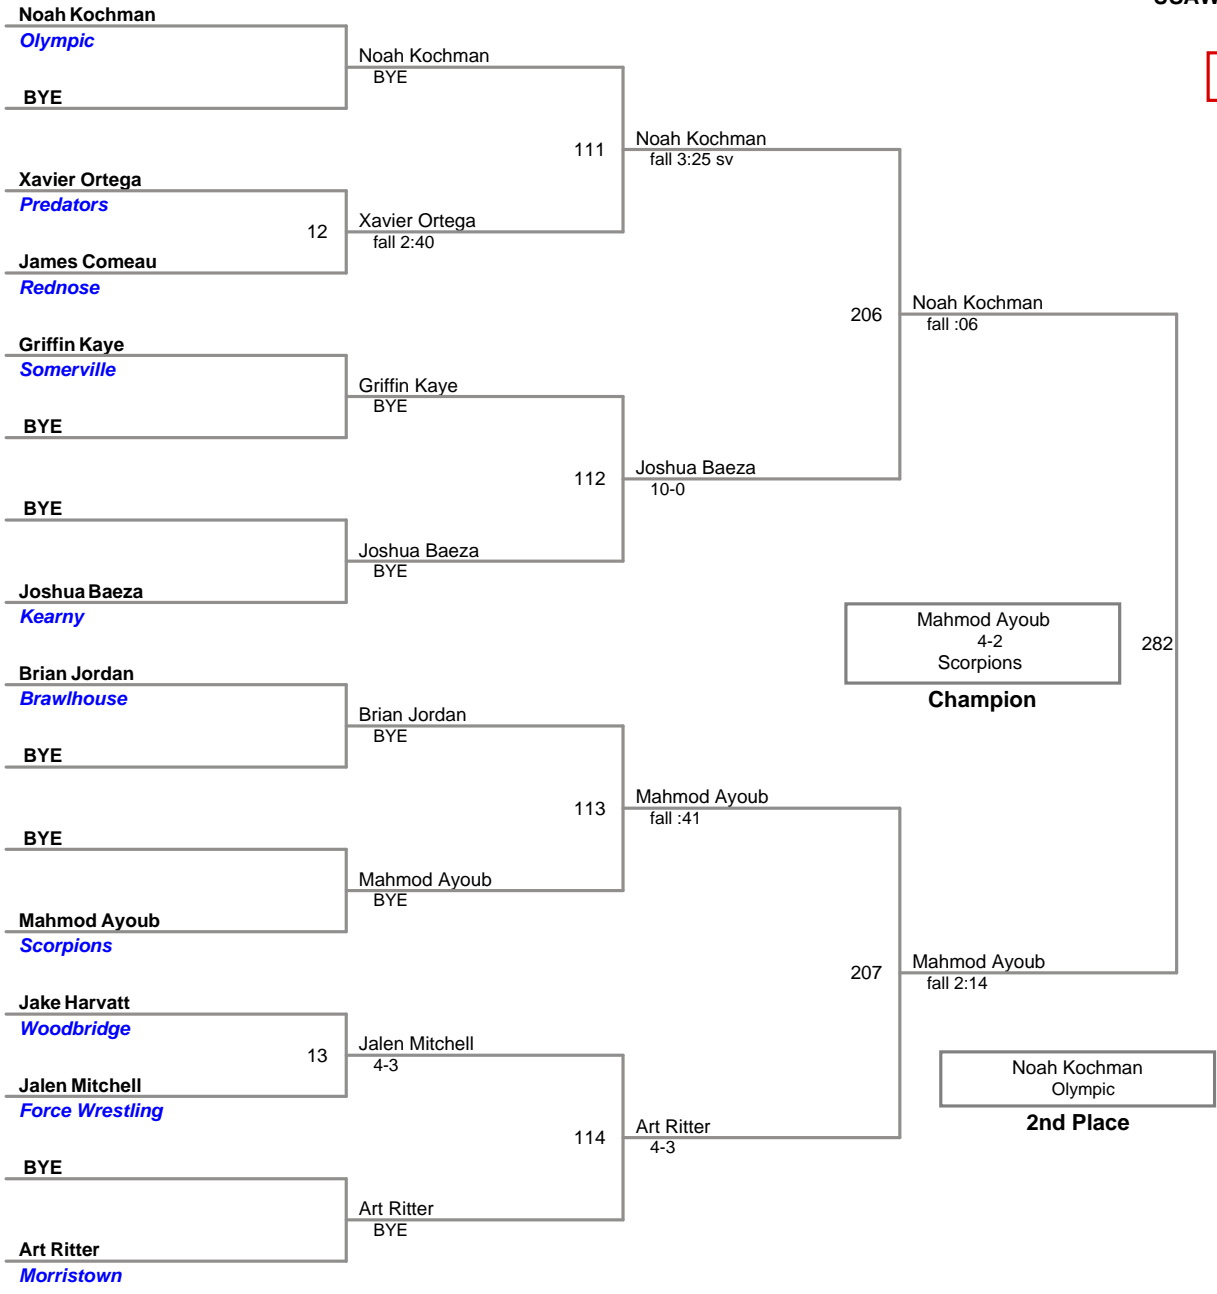 Noah Kochman
Olympic
BYE
Xavier Ortega
Predators
12
James Comeau
Rednose
Griffin Kaye
Somerville
BYE
BYE
Joshua Baeza
Kearny
Brian Jordan
Brawlhouse
BYE
BYE
Mahmod Ayoub
Scorpions
Jake Harvatt
Woodbridge
13
Jalen Mitchell
Force Wrestling
BYE
Art Ritter
Morristown
Noah Kochman
BYE
111
Xavier Ortega
fall 2:40
Griffin Kaye
BYE
112
Joshua Baeza
BYE
Brian Jordan
BYE
113
Mahmod Ayoub
BYE
Jalen Mitchell
4-3
114
Art Ritter
BYE
Noah Kochman
fall 3:25 sv
206
Joshua Baeza
10-0
Mahmod Ayoub
fall :41
207
Art Ritter
4-3
Noah Kochman
fall :06
282
Mahmod Ayoub
fall 2:14
Mahmod Ayoub
4-2
Scorpions
Champion
Noah Kochman
Olympic
2nd Place